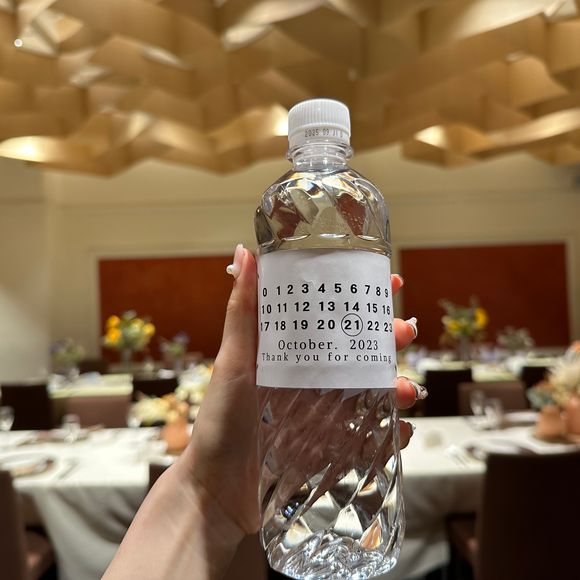 0 1 2 3 4 5 6 7 8 9
10 11 12 13 14 15 16
17 18 19 20 21 22 23
October. 2023
Thank you for coming